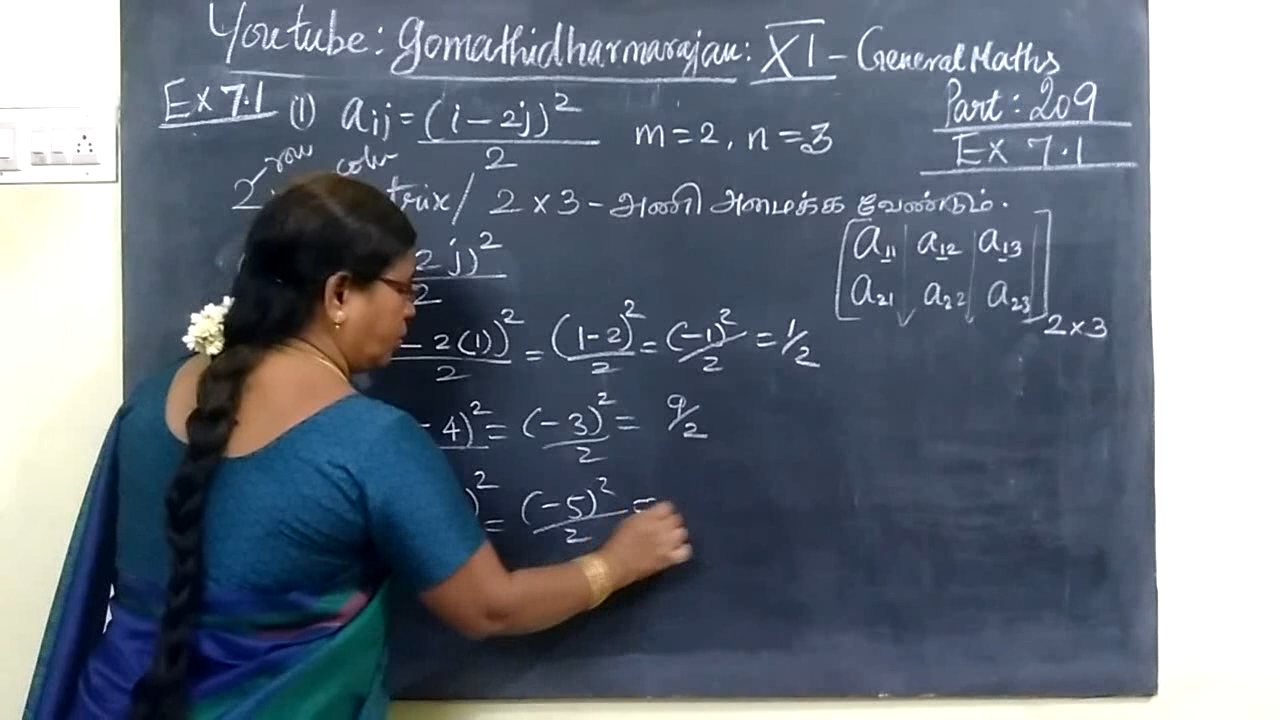 Youtube: gomathidharmarajan: XI - General Maths
Part: 209
Ex 7.1
Ex 7.1 (1) aij = (i - 2j)² / 2 m = 2, n = 3
row
2 trix / 2 × 3 - அணி அமைக்க வேண்டும்.
[a11 a12 a13
a21 a22 a23] 2 × 3
2j)² / 2
- 2(1))² / 2 = (1-2)² / 2 = (-1)² / 2 = 1/2
- 4)² = (-3)² / 2 = 9/2
)² = (-5)² / 2 =